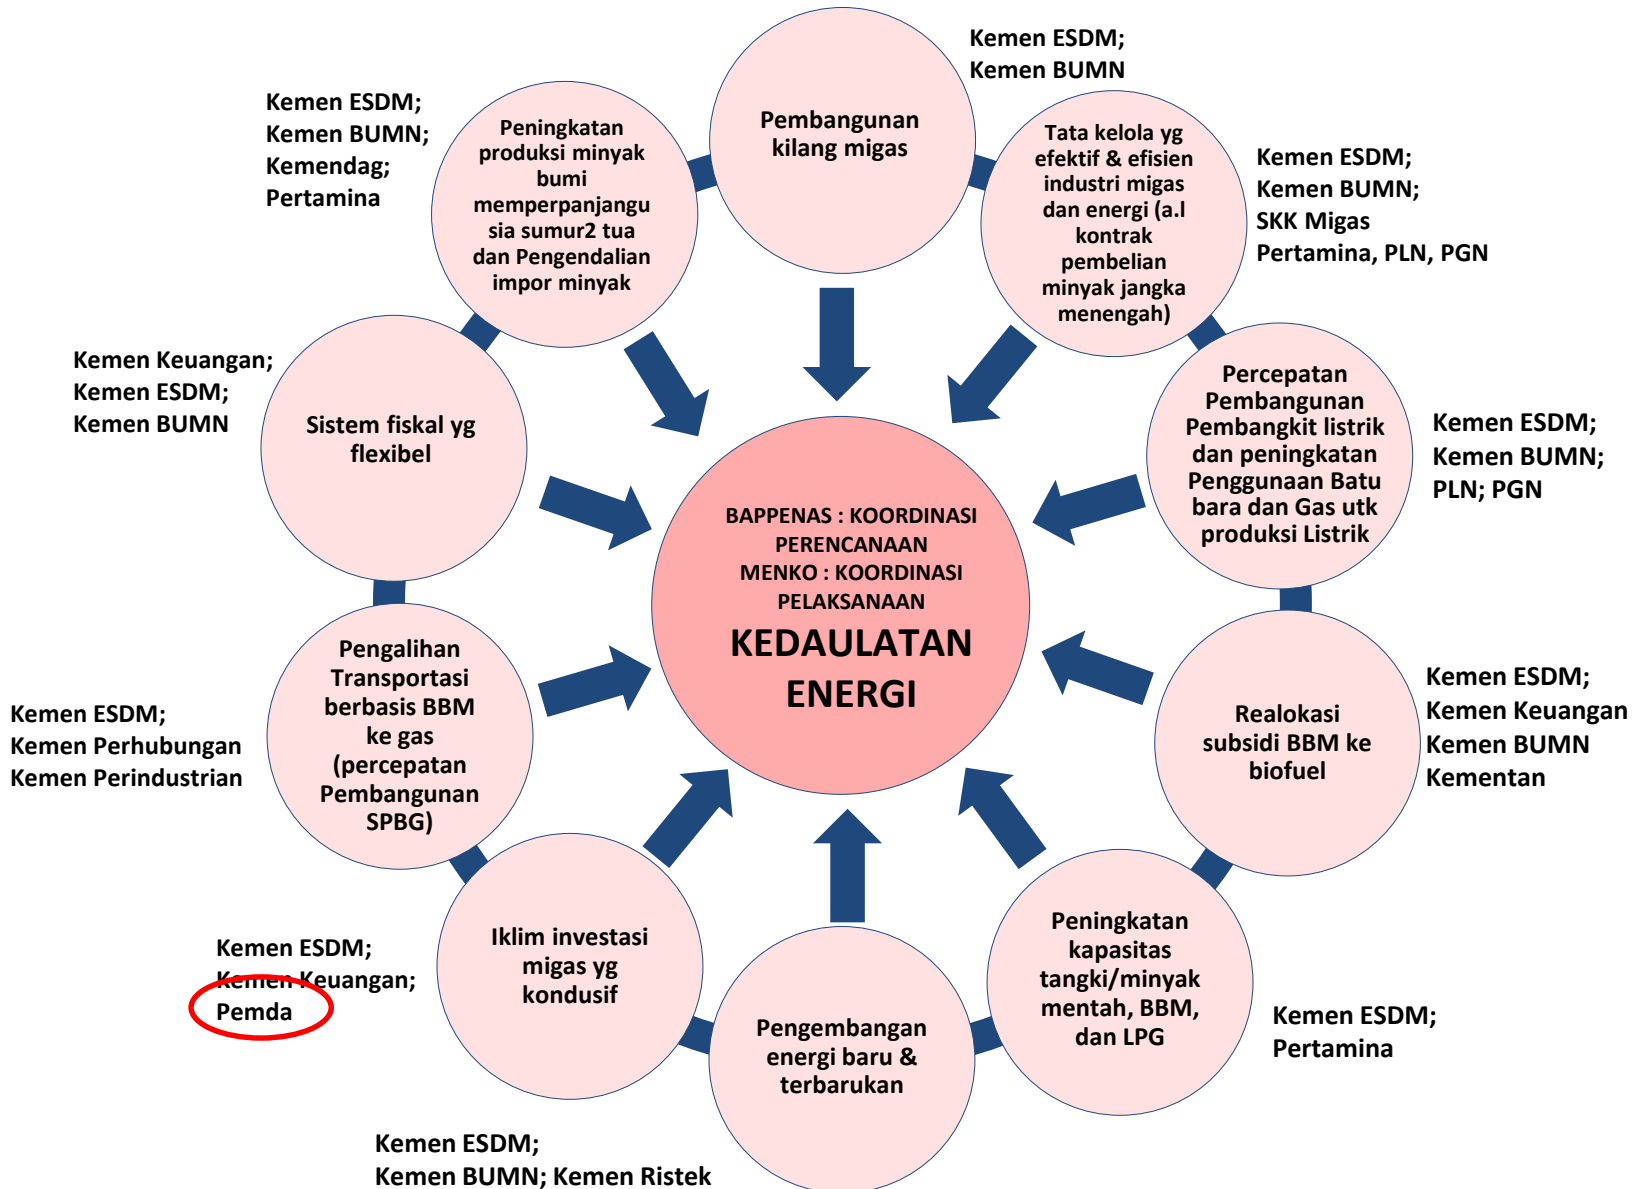 Kemen ESDM;
Kemen BUMN
Pembangunan
kilang migas
Tata kelola yg
efektif & efisien
industri migas
dan energi (a.l
kontrak
pembelian
minyak jangka
menengah)
Kemen ESDM;
Kemen BUMN;
SKK Migas
Pertamina, PLN, PGN
Percepatan
Pembangunan
Pembangkit listrik
dan peningkatan
Penggunaan Batu
bara dan Gas utk
produksi Listrik
Kemen ESDM;
Kemen BUMN;
PLN; PGN
Realokasi
subsidi BBM ke
biofuel
Kemen ESDM;
Kemen Keuangan
Kemen BUMN
Kementan
Peningkatan
kapasitas
tangki/minyak
mentah, BBM,
dan LPG
Kemen ESDM;
Pertamina
Pengembangan
energi baru &
terbarukan
Kemen ESDM;
Kemen BUMN; Kemen Ristek
Iklim investasi
migas yg
kondusif
Kemen ESDM;
Kemen Keuangan;
Pemda
Pengalihan
Transportasi
berbasis BBM
ke gas
(percepatan
Pembangunan
SPBG)
Kemen ESDM;
Kemen Perhubungan
Kemen Perindustrian
Sistem fiskal yg
flexibel
Kemen Keuangan;
Kemen ESDM;
Kemen BUMN
Peningkatan
produksi minyak
bumi
memperpanjangu
sia sumur2 tua
dan Pengendalian
impor minyak
Kemen ESDM;
Kemen BUMN;
Kemendag;
Pertamina
BAPPENAS : KOORDINASI
PERENCANAAN
MENKO : KOORDINASI
PELAKSANAAN
KEDAULATAN
ENERGI